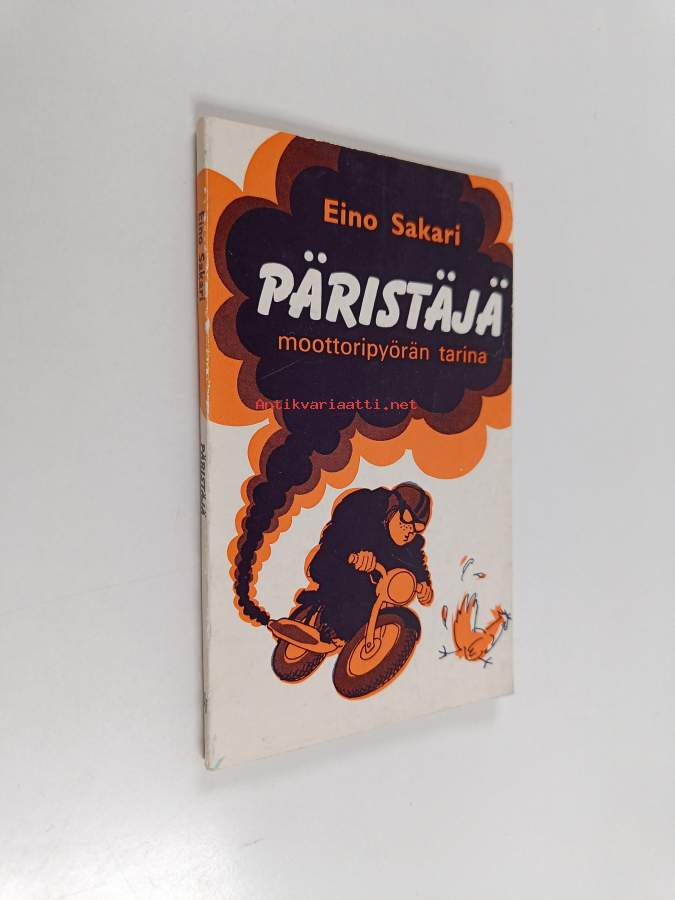 Eino Sakari
PÄRISTÄJÄ
moottoripyörän tarina
Antikvariaatti.net
Eino Sakari
PÄRISTÄJÄ